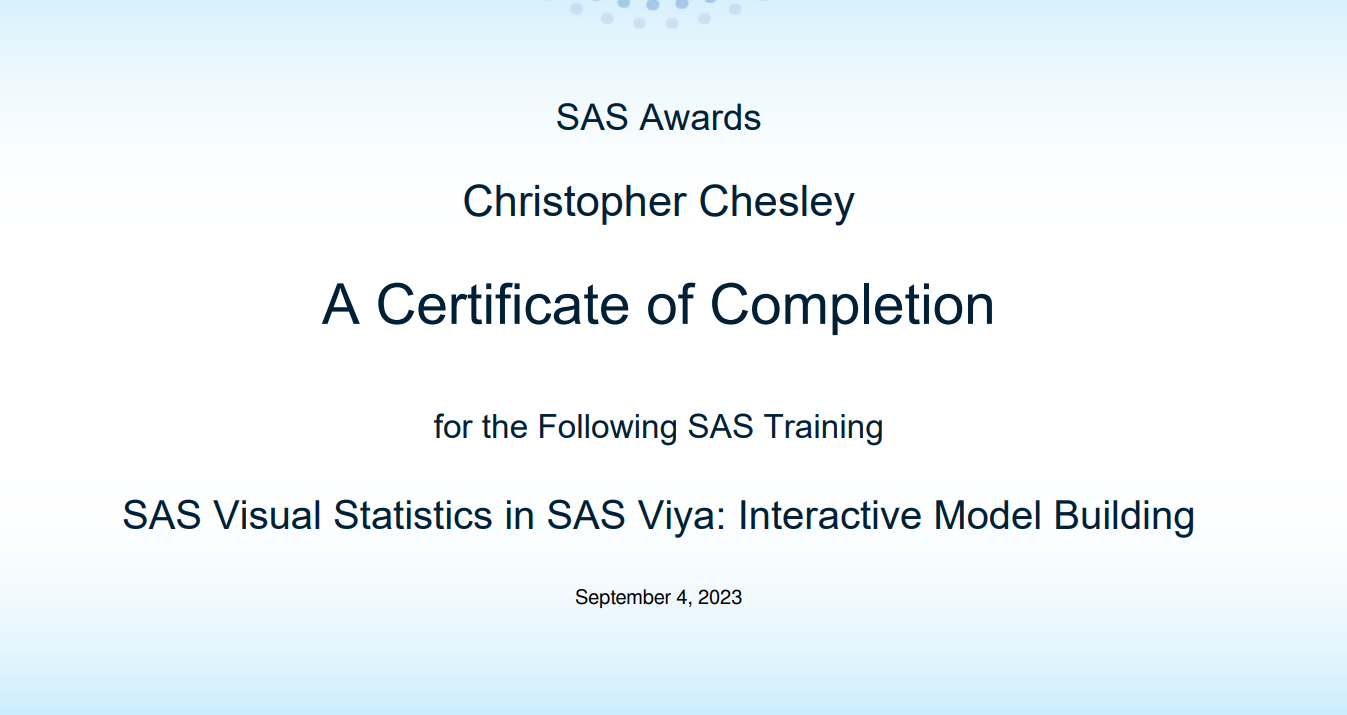 SAS Awards
Christopher Chesley
A Certificate of Completion
for the Following SAS Training
SAS Visual Statistics in SAS Viya: Interactive Model Building
September 4, 2023